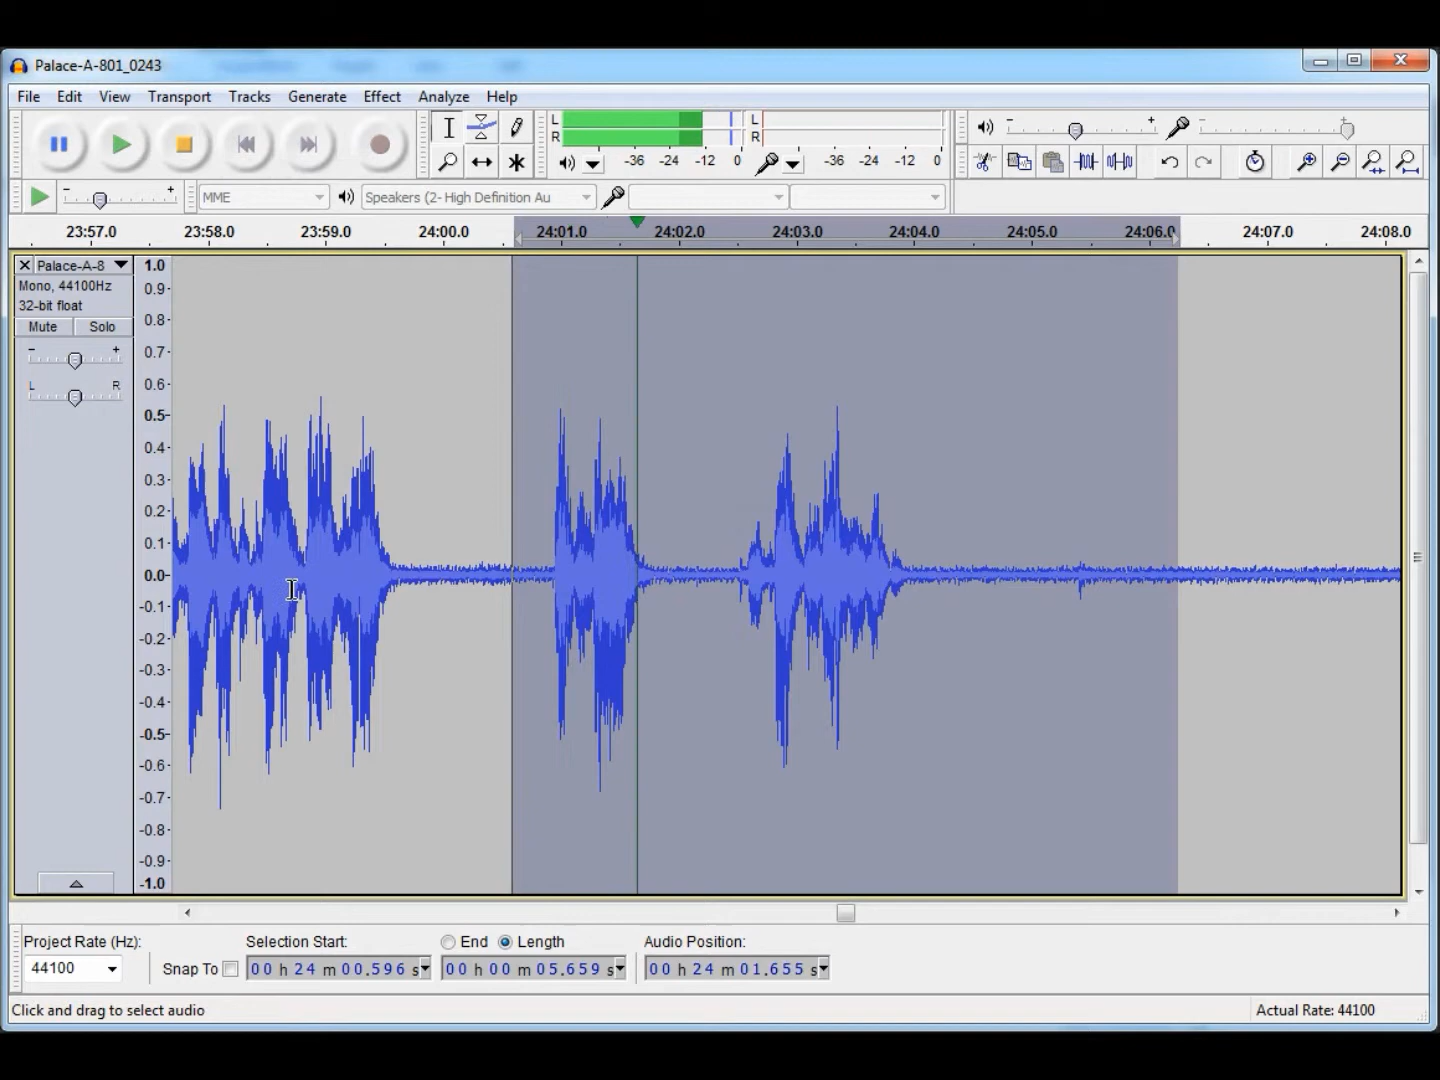 Palace-A-801_0243
File Edit View Transport Tracks Generate Effect Analyze Help
L
R
-36 -24 -12 0
L
R
-36 -24 -12 0
- +
- +
- +
MME
Speakers (2- High Definition Au
23:57.0 23:58.0 23:59.0 24:00.0 24:01.0 24:02.0 24:03.0 24:04.0 24:05.0 24:06.0 24:07.0 24:08.0
Palace-A-8
Mono, 44100Hz
32-bit float
Mute Solo
- +
L R
1.0
0.9
0.8
0.7
0.6
0.5
0.4
0.3
0.2
0.1
0.0
-0.1
-0.2
-0.3
-0.4
-0.5
-0.6
-0.7
-0.8
-0.9
-1.0
Project Rate (Hz): Selection Start: End Length Audio Position:
44100 Snap To 00 h 24 m 00.596 s 00 h 00 m 05.659 s 00 h 24 m 01.655 s
Click and drag to select audio Actual Rate: 44100